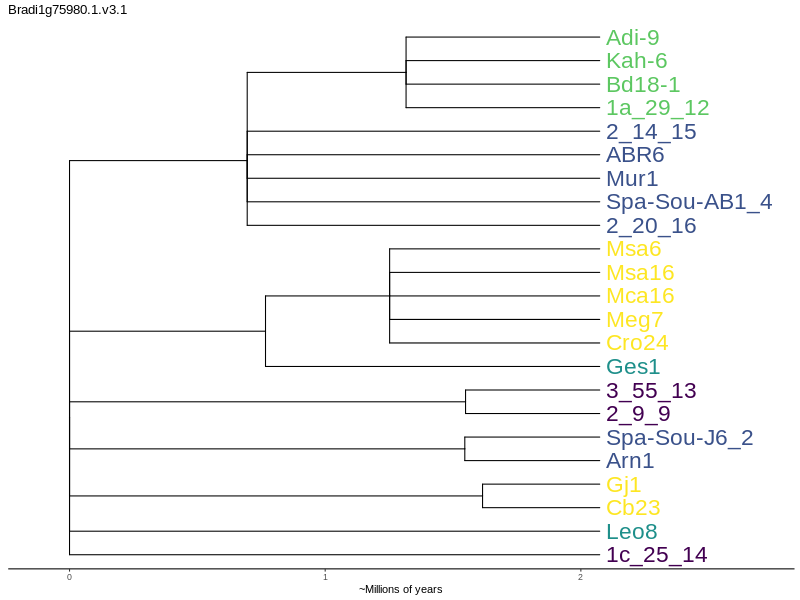 Bradi1g75980.1.v3.1
Adi-9
Kah-6
Bd18-1
1a_29_12
2_14_15
ABR6
Mur1
Spa-Sou-AB1_4
2_20_16
Msa6
Msa16
Mca16
Meg7
Cro24
Ges1
3_55_13
2_9_9
Spa-Sou-J6_2
Arn1
Gj1
Cb23
Leo8
1c_25_14
0 1 2
~Millions of years